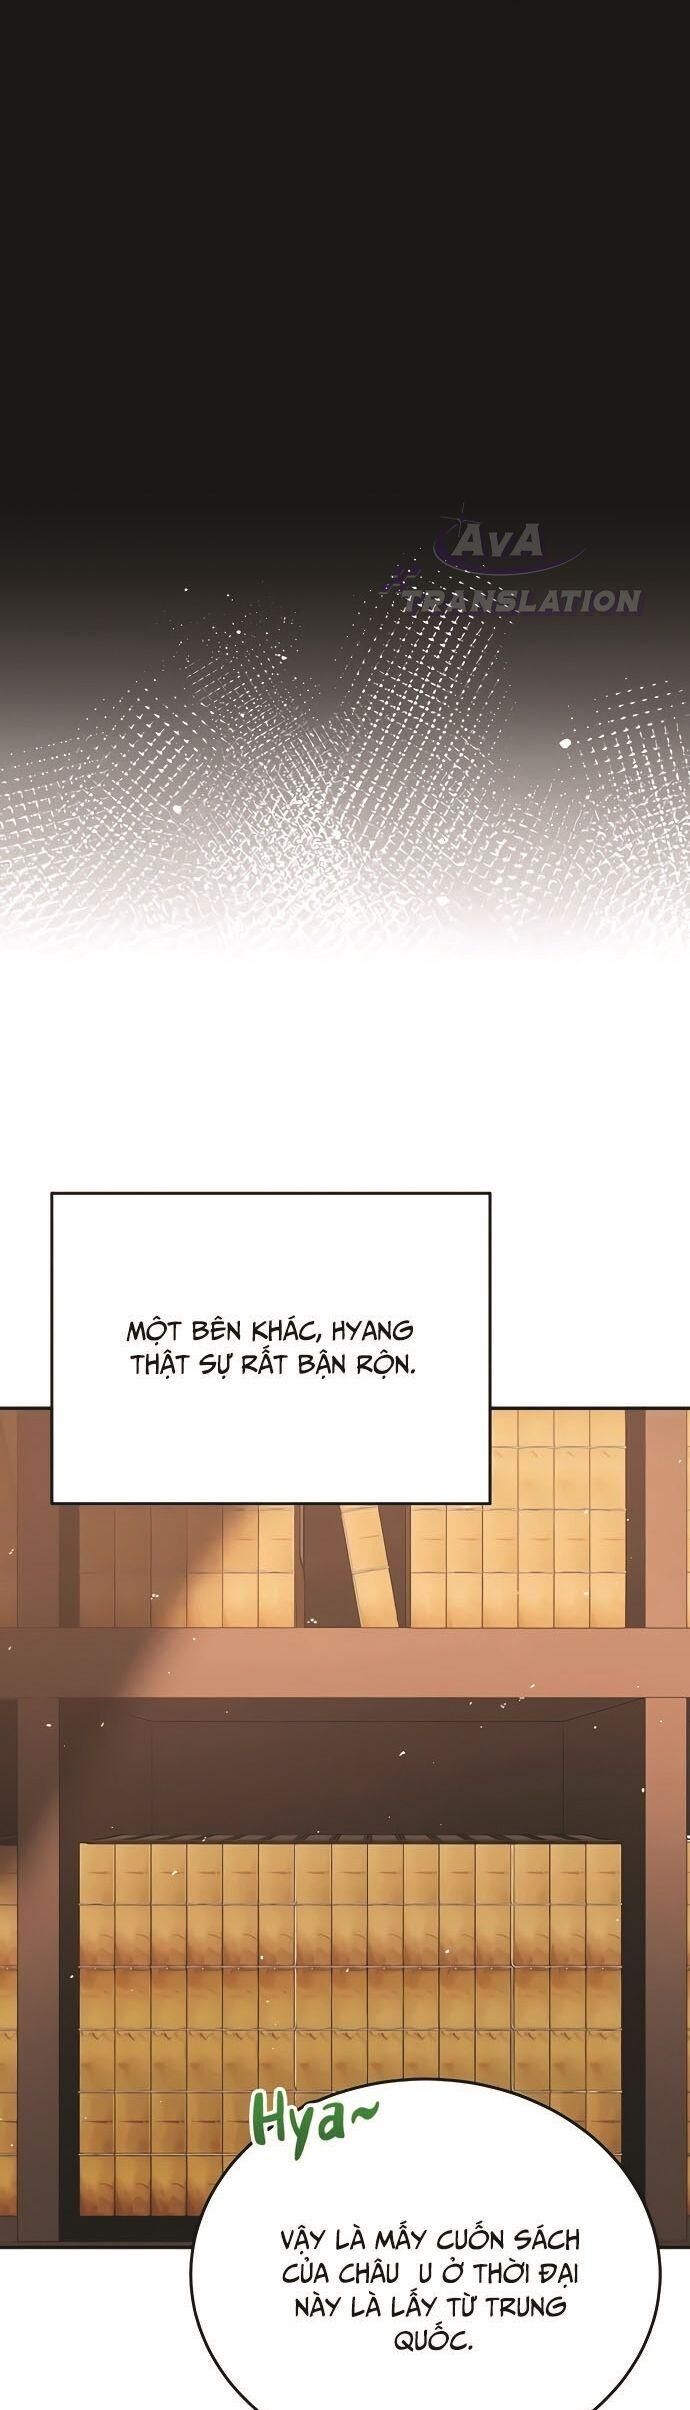 AVA
TRANSLATION
MỘT BÊN KHÁC, HYANG
THẬT SỰ RẤT BẬN RỘN.
Hya~
VẬY LÀ MẤY CUỐN SÁCH
CỦA CHÂU U Ở THỜI ĐẠI
NÀY LÀ LẤY TỪ TRUNG
QUỐC.